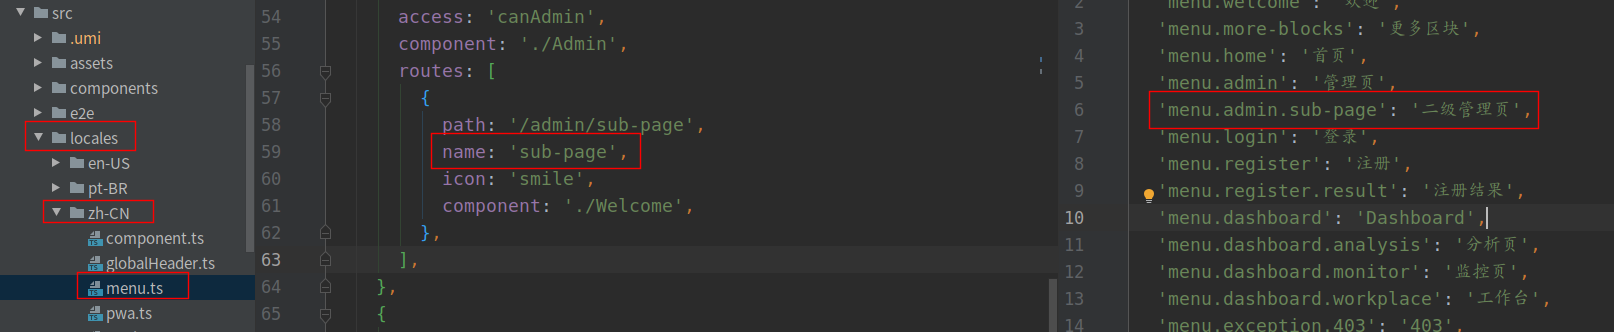 src
.umi
assets
components
e2e
locales
en-US
pt-BR
zh-CN
component.ts
globalHeader.ts
menu.ts
pwa.ts
54 access: 'canAdmin',
55 component: './Admin',
56 routes: [
57 {
58 path: '/admin/sub-page',
59 name: 'sub-page',
60 icon: 'smile',
61 component: './Welcome',
62 },
63 ],
64 },
65 {
2 'menu.welcome': '欢迎',
3 'menu.more-blocks': '更多区块',
4 'menu.home': '首页',
5 'menu.admin': '管理页',
6 'menu.admin.sub-page': '二级管理页',
7 'menu.login': '登录',
8 'menu.register': '注册',
9 'menu.register.result': '注册结果',
10 'menu.dashboard': 'Dashboard',
11 'menu.dashboard.analysis': '分析页',
12 'menu.dashboard.monitor': '监控页',
13 'menu.dashboard.workplace': '工作台',
14 'menu.exception.403': '403',